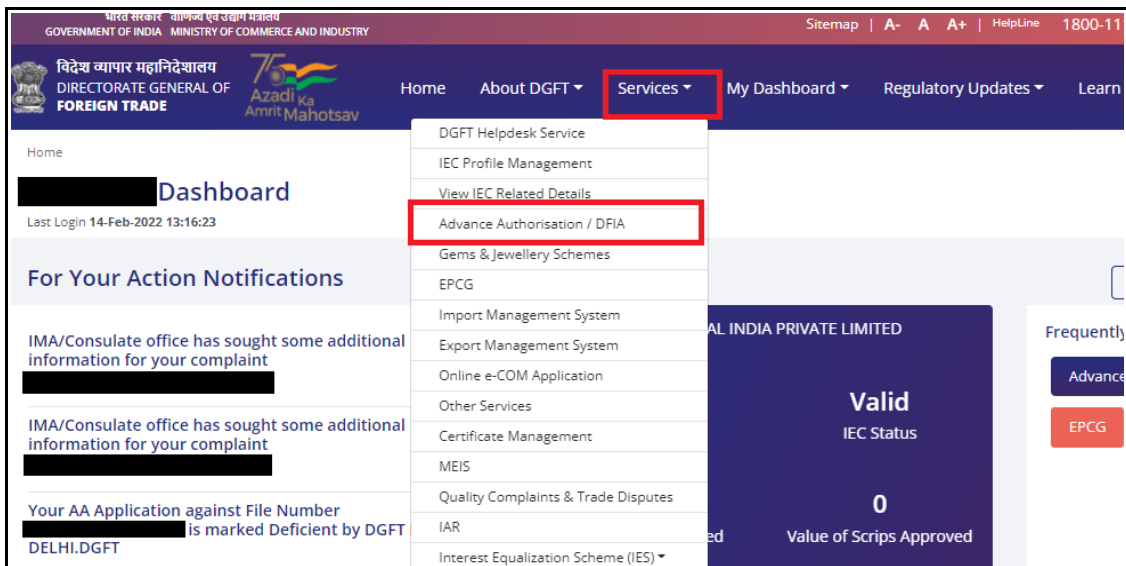 भारत सरकार वाणिज्य एवं उद्योग मंत्रालय
GOVERNMENT OF INDIA MINISTRY OF COMMERCE AND INDUSTRY
Sitemap | A- A A+ | HelpLine 1800-11
विदेश व्यापार महानिदेशालय
DIRECTORATE GENERAL OF
FOREIGN TRADE
75
Azadi Ka
Amrit Mahotsav
Home About DGFT Services My Dashboard Regulatory Updates Learn
Home
Dashboard
Last Login 14-Feb-2022 13:16:23
DGFT Helpdesk Service
IEC Profile Management
View IEC Related Details
Advance Authorisation / DFIA
Gems & Jewellery Schemes
EPCG
Import Management System
Export Management System
Online e-COM Application
Other Services
Certificate Management
MEIS
Quality Complaints & Trade Disputes
IAR
Interest Equalization Scheme (IES)
For Your Action Notifications
IMA/Consulate office has sought some additional
information for your complaint
IMA/Consulate office has sought some additional
information for your complaint
Your AA Application against File Number
is marked Deficient by DGFT
DELHI.DGFT
AL INDIA PRIVATE LIMITED
Valid
IEC Status
0
ed Value of Scrips Approved
Frequently
Advance
EPCG